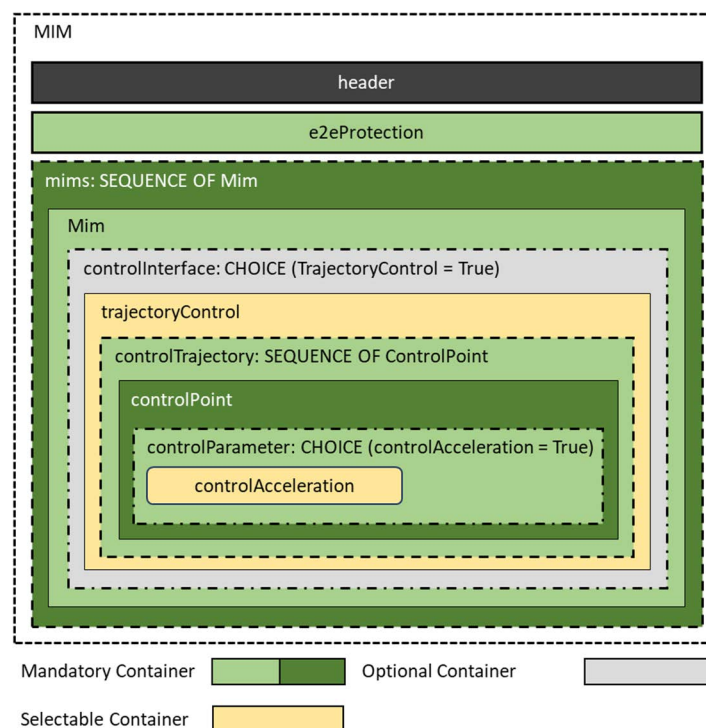 MIM
header
e2eProtection
mims: SEQUENCE OF Mim
Mim
controlInterface: CHOICE (TrajectoryControl = True)
trajectoryControl
controlTrajectory: SEQUENCE OF ControlPoint
controlPoint
controlParameter: CHOICE (controlAcceleration = True)
controlAcceleration
Mandatory Container
Optional Container
Selectable Container